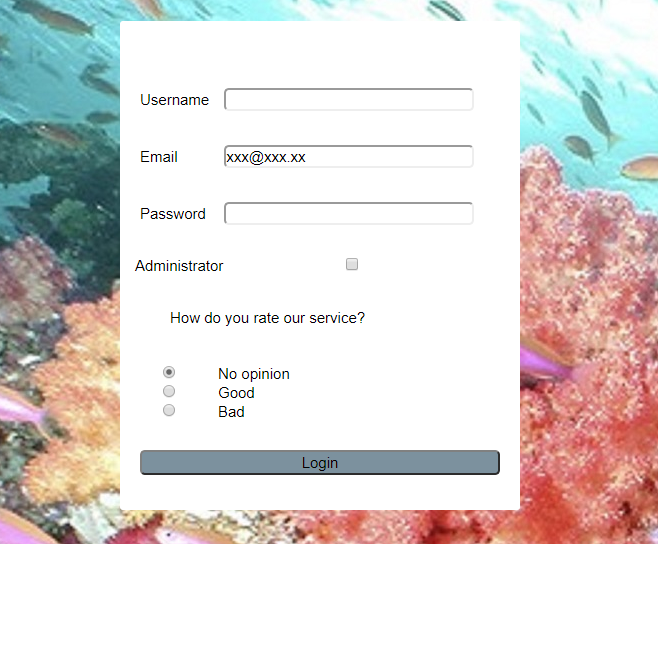 Username
Email xxx@xxx.xx
Password
Administrator
How do you rate our service?
No opinion
Good
Bad
Login